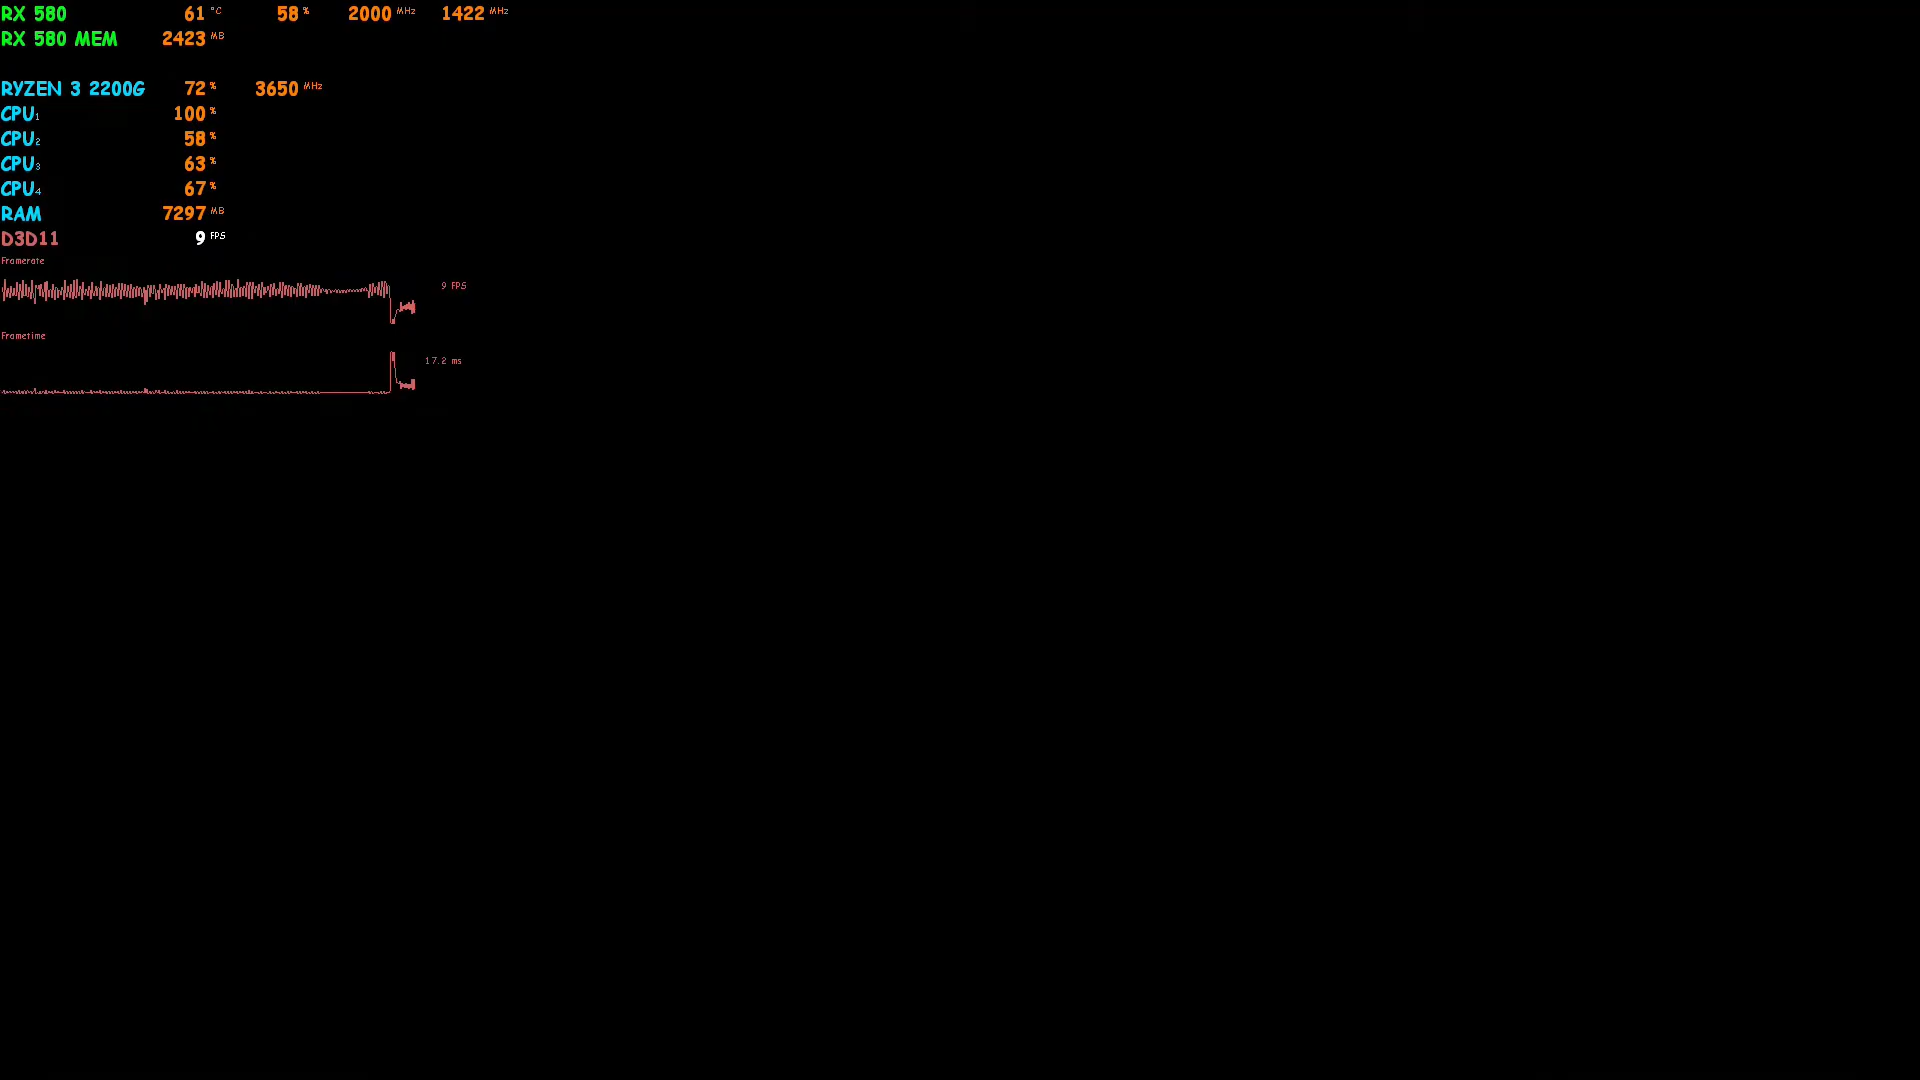 RX 580 61 °C 58 % 2000 MHz 1422 MHz
RX 580 MEM 2423 MB
RYZEN 3 2200G 72 % 3650 MHz
CPU1 100 %
CPU2 58 %
CPU3 63 %
CPU4 67 %
RAM 7297 MB
D3D11 9 FPS
Framerate
9 FPS
Frametime
17.2 ms